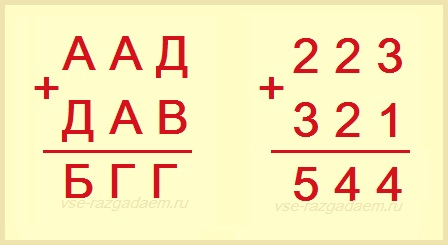 А А Д
+
Д А В
Б Г Г
vse-razgadaem.ru
2 2 3
+
3 2 1
5 4 4
vse-razgadaem.ru